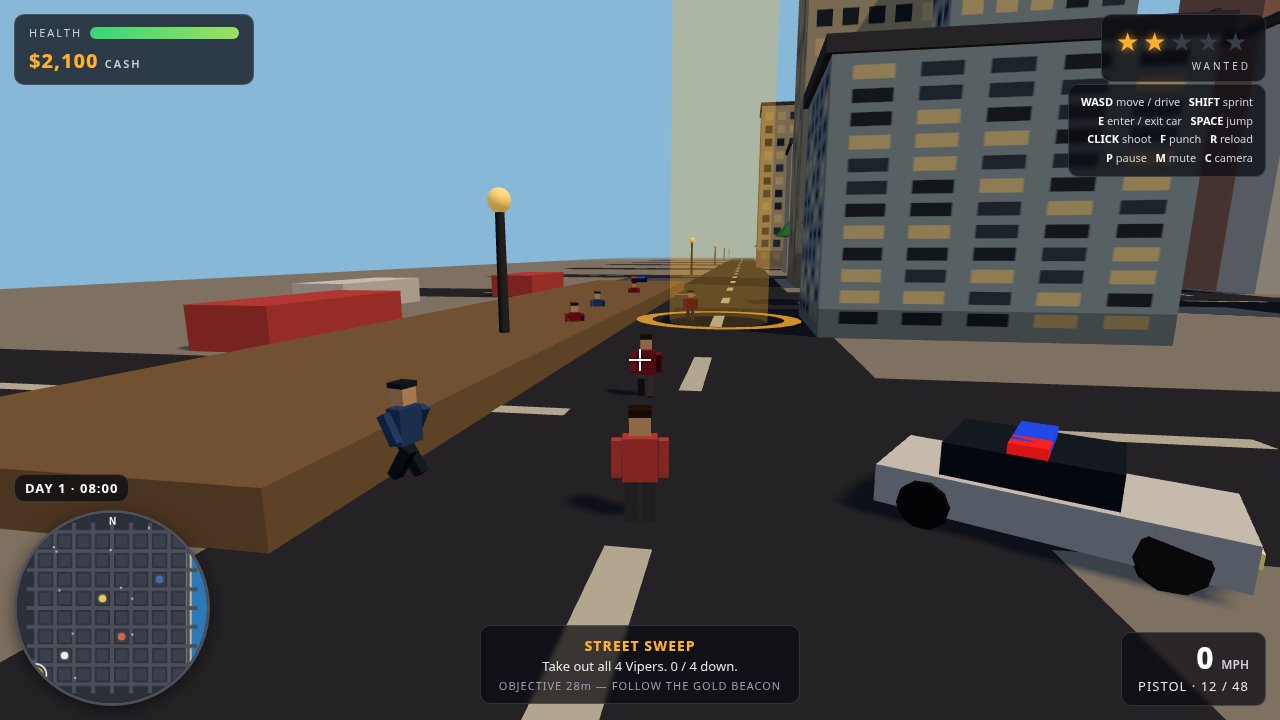 HEALTH
$2,100 CASH
WANTED
WASD move / drive SHIFT sprint
E enter / exit car SPACE jump
CLICK shoot F punch R reload
P pause M mute C camera
DAY 1 · 08:00
N
STREET SWEEP
Take out all 4 Vipers. 0 / 4 down.
OBJECTIVE 28m — FOLLOW THE GOLD BEACON
0 MPH
PISTOL · 12 / 48